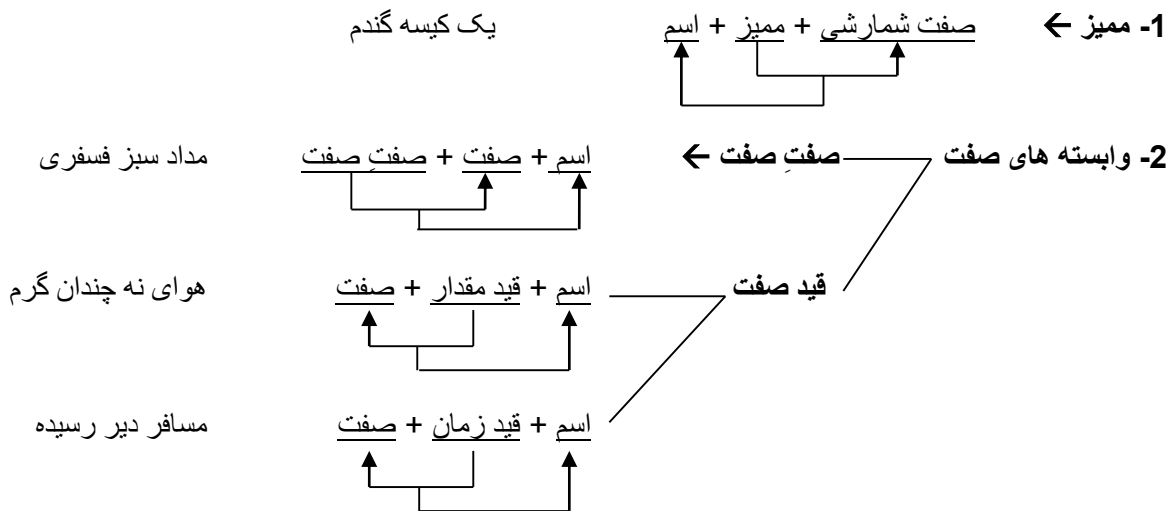 1- ممیز ← صفت شمارشی + ممیز + اسم یک کیسه گندم
2- وابسته های صفت صفتِ صفت ← اسم + صفت + صفتِ صفت مداد سبز فسفری
قید صفت اسم + قید مقدار + صفت هوای نه چندان گرم
اسم + قید زمان + صفت مسافر دیر رسیده